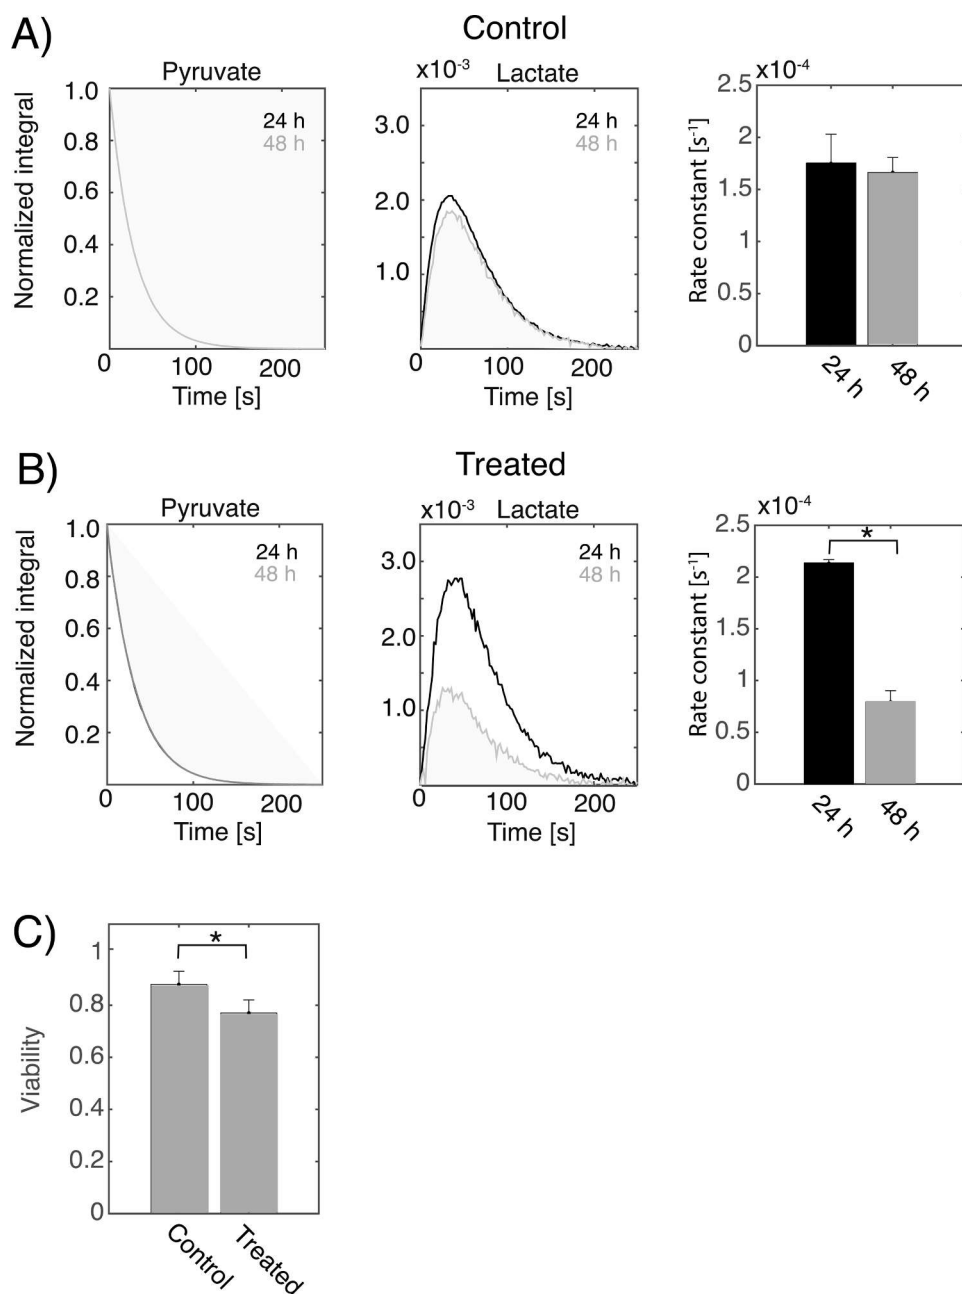 A)
Control
Pyruvate
Normalized integral
1.0
0.8
0.6
0.4
0.2
24 h
48 h
0
100
200
Time [s]
x10-3
Lactate
3.0
2.0
1.0
24 h
48 h
0
100
200
Time [s]
x10-4
Rate constant [s-1]
2.5
2
1.5
1
0.5
0
24 h
48 h
B)
Treated
Pyruvate
Normalized integral
1.0
0.8
0.6
0.4
0.2
24 h
48 h
0
100
200
Time [s]
x10-3
Lactate
3.0
2.0
1.0
24 h
48 h
0
100
200
Time [s]
x10-4
Rate constant [s-1]
2.5
2
1.5
1
0.5
0
*
24 h
48 h
C)
Viability
1
0.8
0.6
0.4
0.2
0
*
Control
Treated